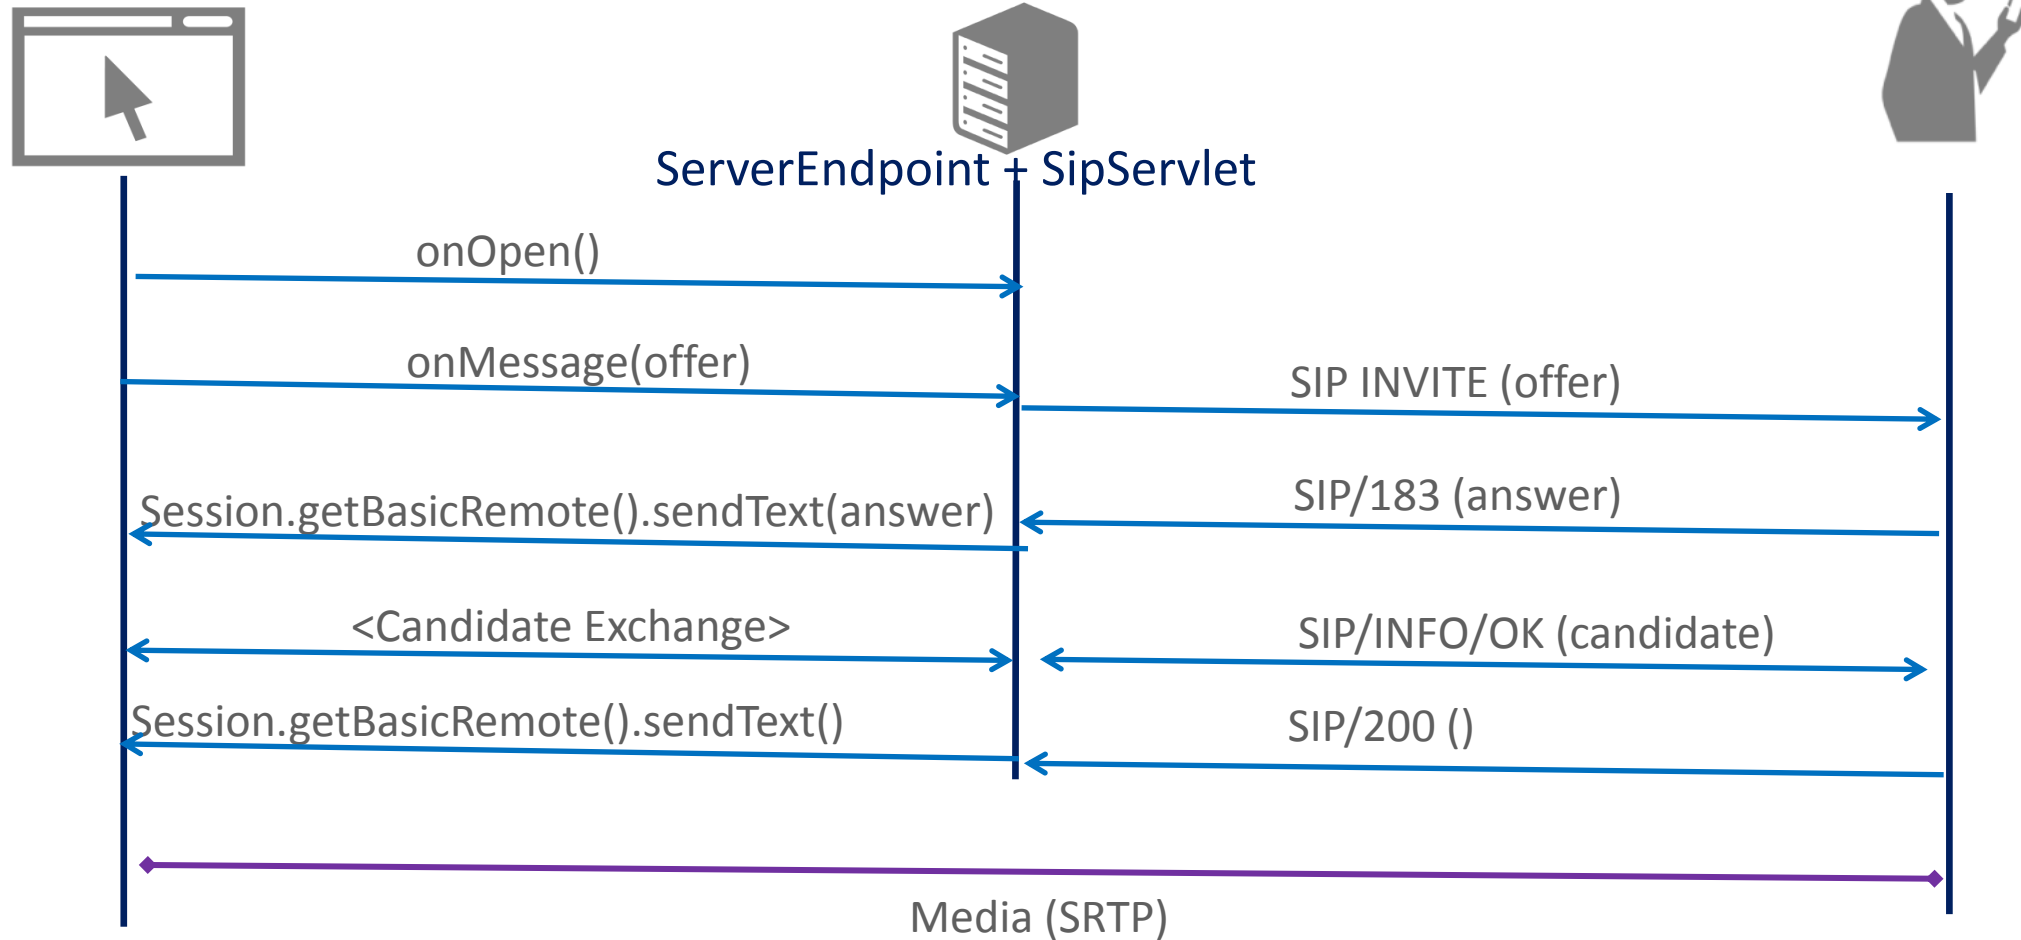 ServerEndpoint + SipServlet
onOpen()
onMessage(offer)
SIP INVITE (offer)
SIP/183 (answer)
Session.getBasicRemote().sendText(answer)
<Candidate Exchange>
SIP/INFO/OK (candidate)
Session.getBasicRemote().sendText()
SIP/200 ()
Media (SRTP)